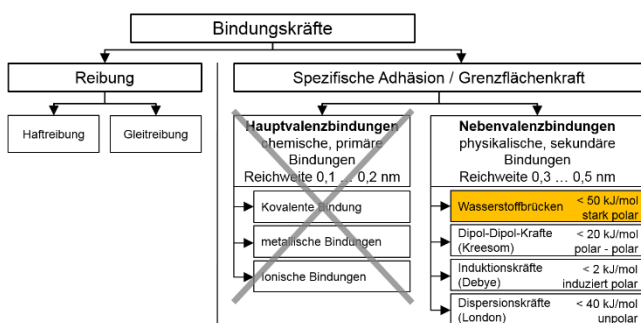 Bindungskräfte
Reibung
Haftreibung
Gleitreibung
Spezifische Adhäsion / Grenzflächenkraft
Hauptvalenzbindungen
chemische, primäre
Bindungen
Reichweite 0,1 ... 0,2 nm
Kovalente Bindung
metallische Bindungen
Ionische Bindungen
Nebenvalenzbindungen
physikalische, sekundäre
Bindungen
Reichweite 0,3 ... 0,5 nm
Wasserstoffbrücken < 50 kJ/mol
stark polar
Dipol-Dipol-Krafte < 20 kJ/mol
(Kreesom) polar - polar
Induktionskräfte < 2 kJ/mol
(Debye) induziert polar
Dispersionskräfte < 40 kJ/mol
(London) unpolar